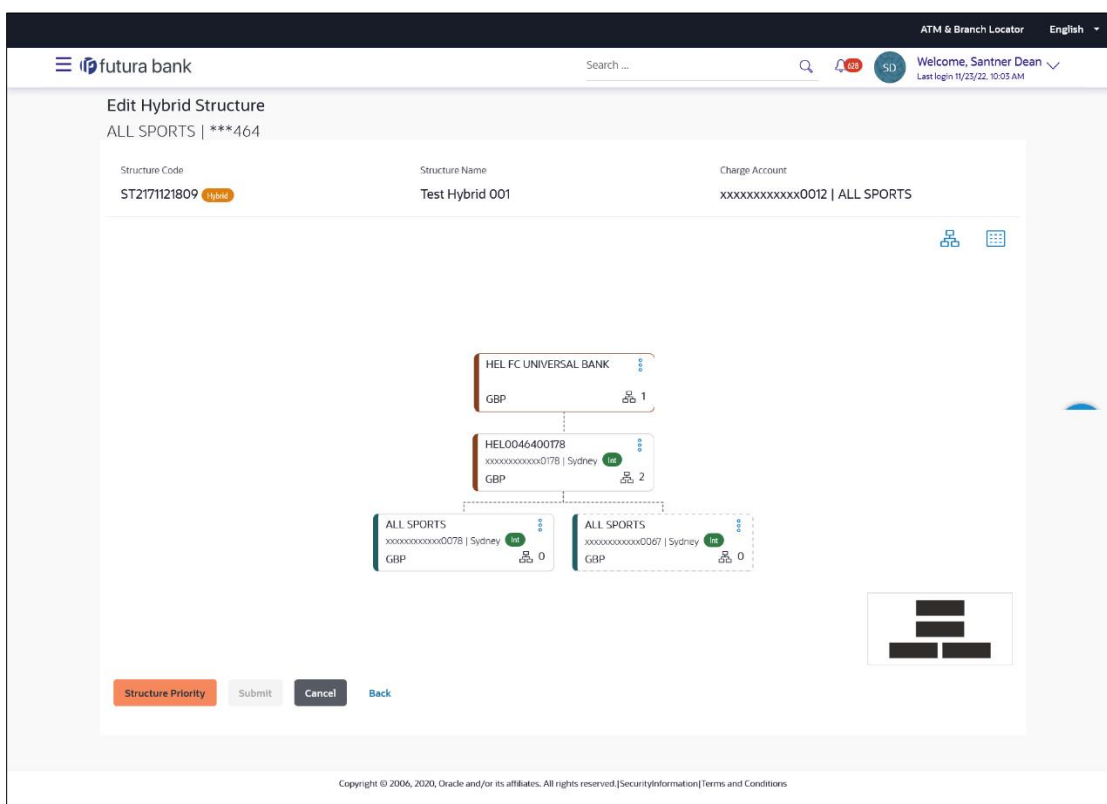 ATM & Branch Locator English
futura bank
Search ...
628
SD
Welcome, Santner Dean
Last login 11/23/22, 10:03 AM
Edit Hybrid Structure
ALL SPORTS | ***464
Structure Code Structure Name Charge Account
ST2171121809 Hybrid Test Hybrid 001 xxxxxxxxxxxx0012 | ALL SPORTS
HEL FC UNIVERSAL BANK
GBP 1
HEL0046400178
xxxxxxxxxxxx0178 | Sydney Int
GBP 2
ALL SPORTS
xxxxxxxxxxxx0078 | Sydney Int
GBP 0
ALL SPORTS
xxxxxxxxxxxx0067 | Sydney Int
GBP 0
Structure Priority Submit Cancel Back
Copyright © 2006, 2020, Oracle and/or its affiliates. All rights reserved.|SecurityInformation|Terms and Conditions